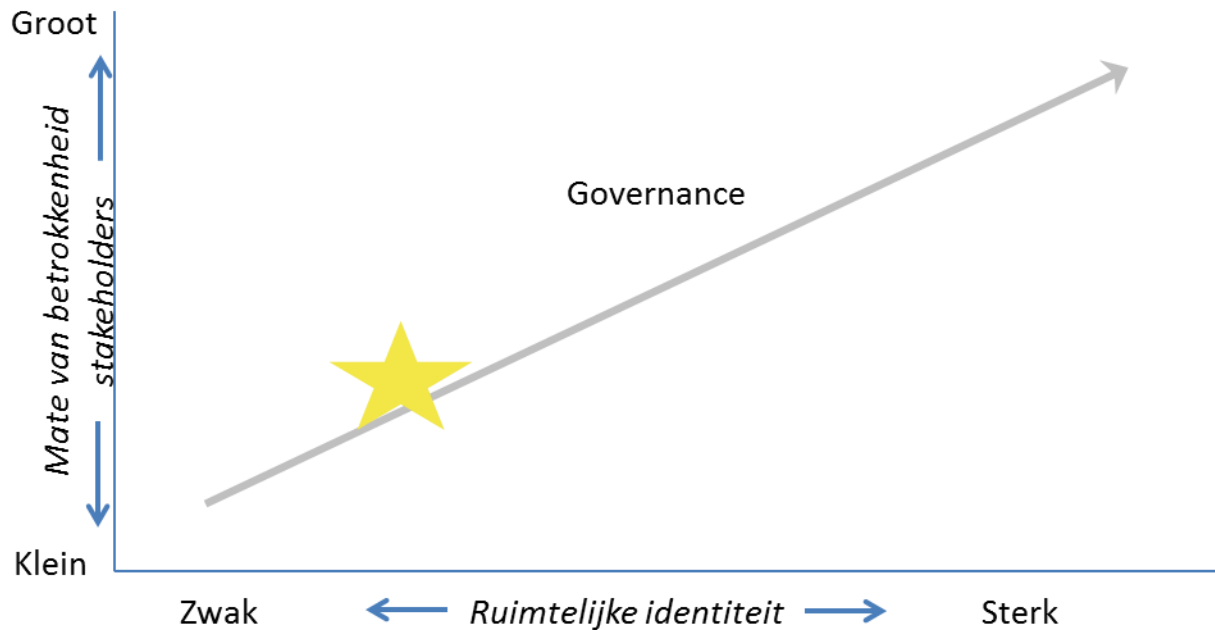 Groot
Mate van betrokkenheid
stakeholders
Governance
Klein
Zwak
Ruimtelijke identiteit
Sterk